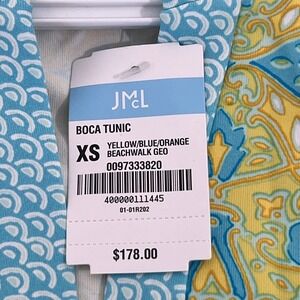 JMcL
BOCA TUNIC
XS YELLOW/BLUE/ORANGE
BEACHWALK GEO
0097333820
400000111445
01-01R202
$178.00